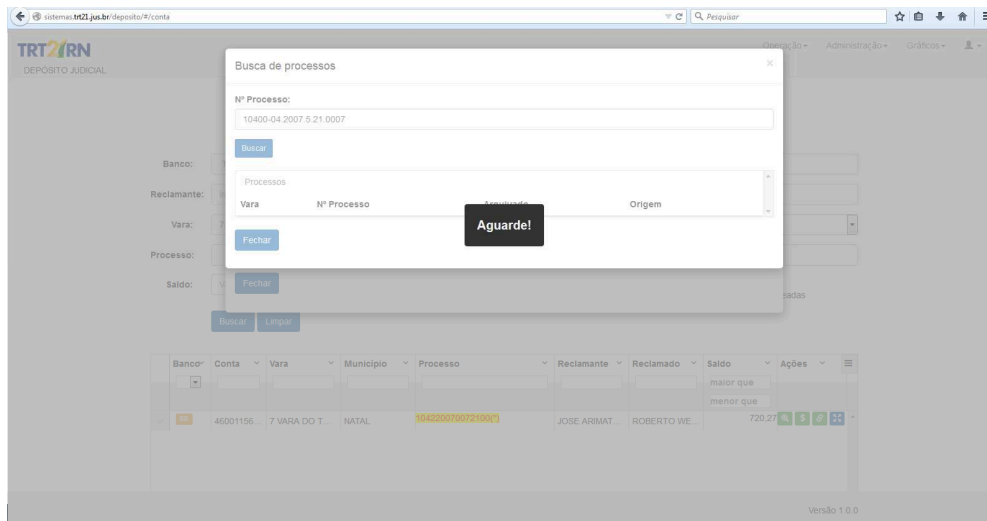 sistemas.trt21.jus.br/deposito/#/conta
Pesquisar
TRT21RN
DEPÓSITO JUDICIAL
Operação
Administração
Gráficos
Busca de processos
Nº Processo:
10400-04.2007.5.21.0007
Buscar
Processos
Vara Nº Processo Arquivado Origem
Aguarde!
Fechar
Banco:
Reclamante:
Vara:
Processo:
Saldo:
Fechar
Buscar Limpar
Banco Conta Vara Município Processo Reclamante Reclamado Saldo Ações
maior que
menor que
46001156... 7 VARA DO T... NATAL 104220070072100(*) JOSE ARIMAT... ROBERTO WE... 720,27
Versão 1.0.0